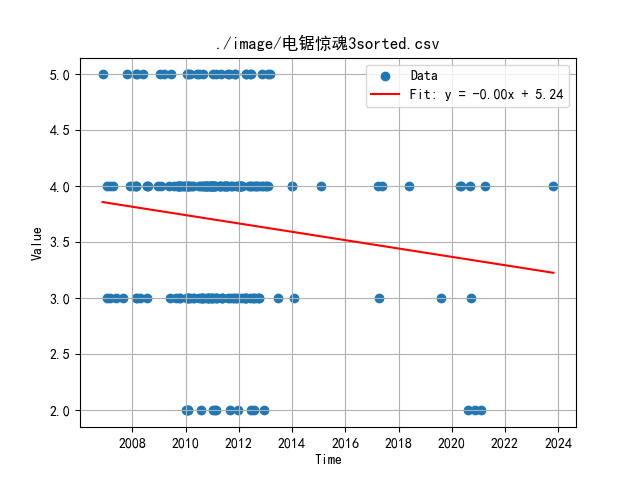 ./image/电锯惊魂3sorted.csv
Data
Fit: y = -0.00x + 5.24
5.0
4.5
4.0
3.5
3.0
2.5
2.0
Value
2008 2010 2012 2014 2016 2018 2020 2022 2024
Time